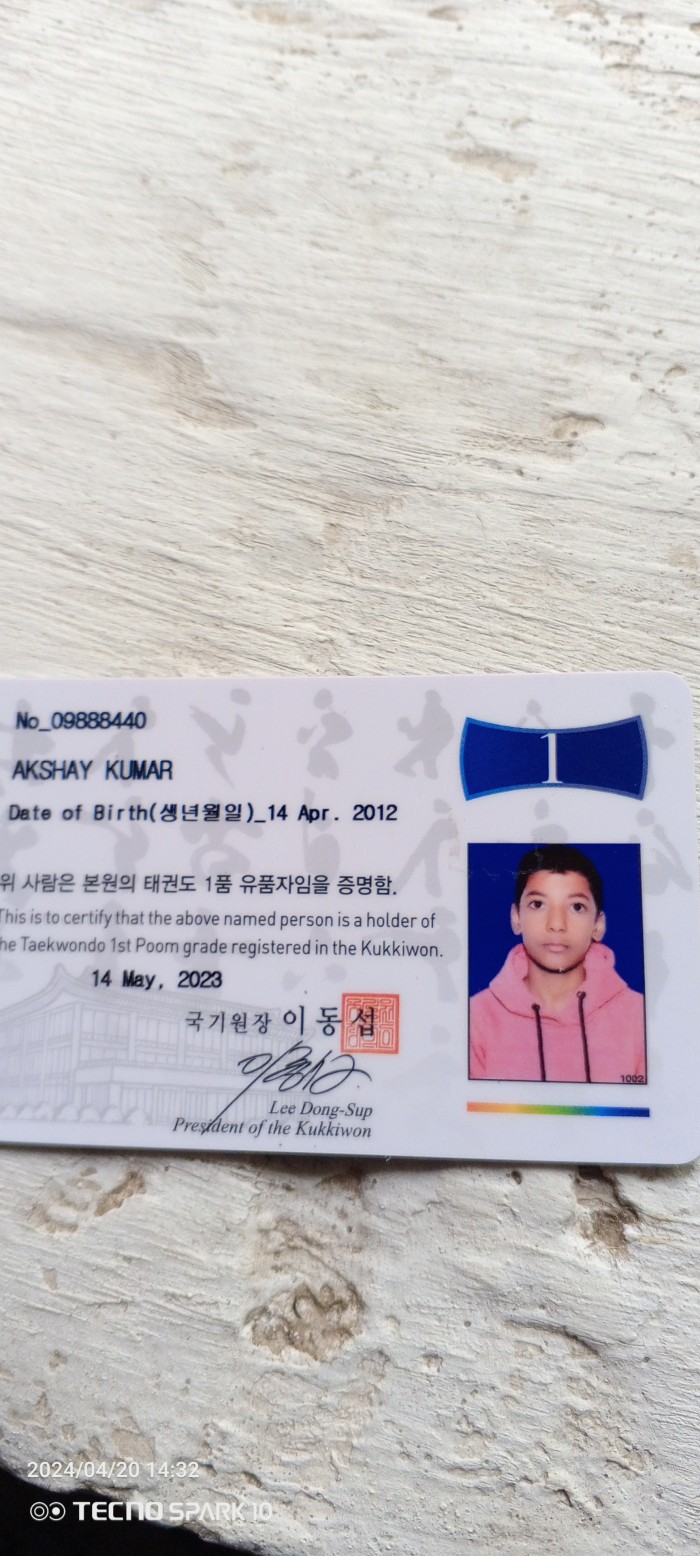 No_09888440
1
AKSHAY KUMAR
Date of Birth(생년월일)_14 Apr. 2012
위 사람은 본원의 태권도 1품 유품자임을 증명함.
This is to certify that the above named person is a holder of
he Taekwondo 1st Poom grade registered in the Kukkiwon.
14 May, 2023
국기원장 이동섭
Lee Dong-Sup
President of the Kukkiwon
1002
2024/04/20 14:32
TECNO SPARK 10